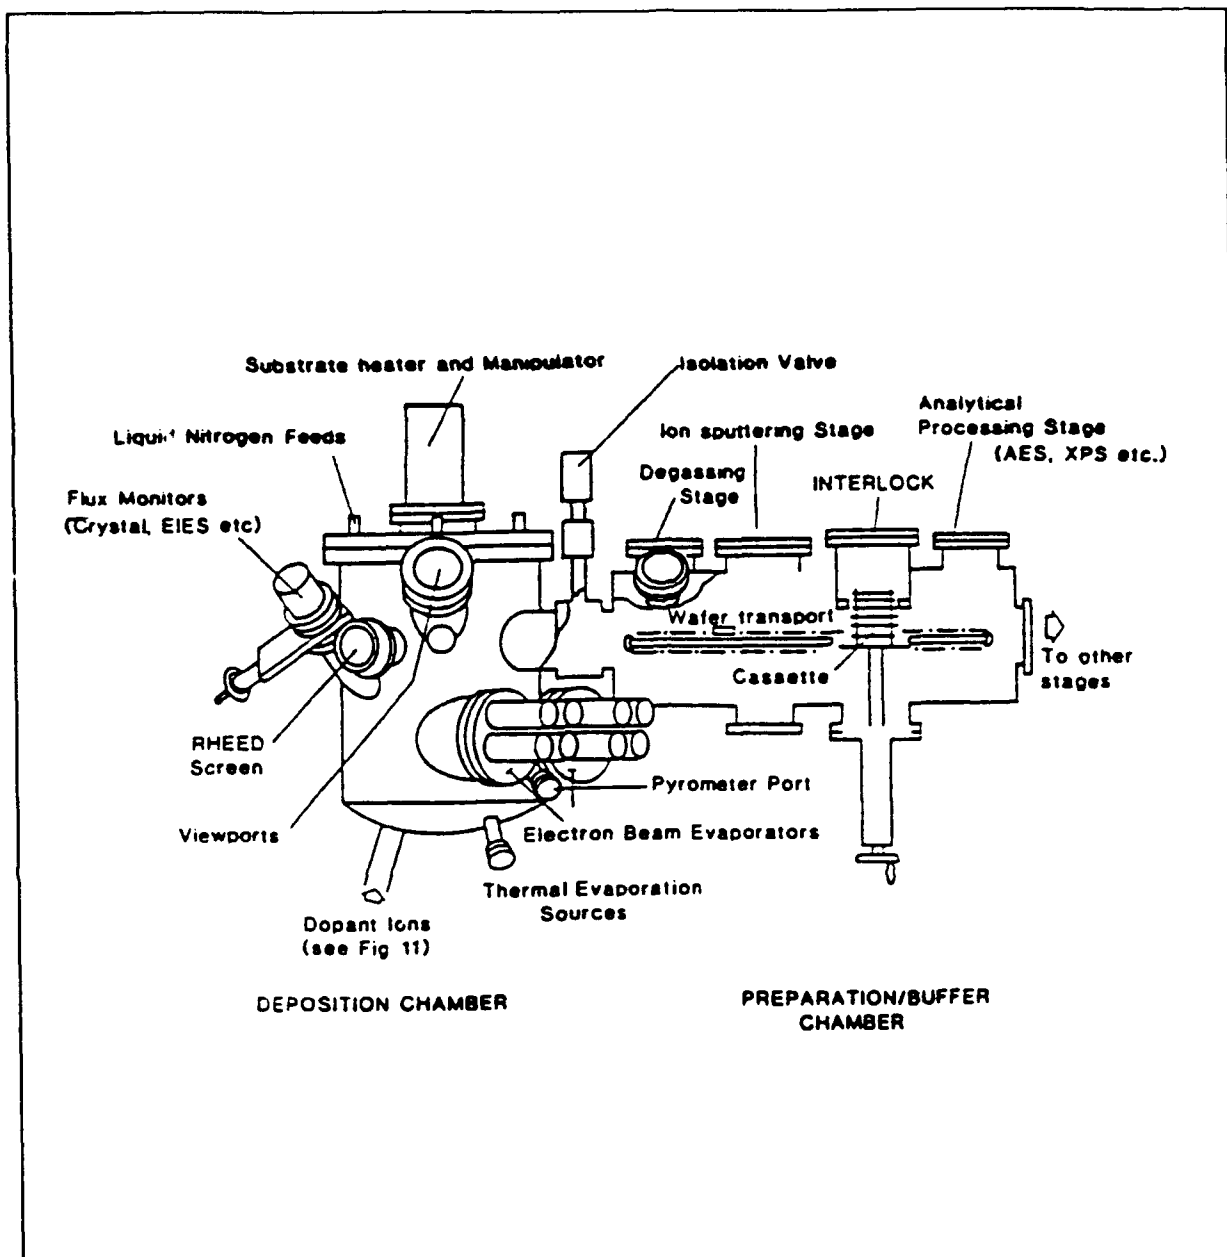 Substrate heater and Manipulator
Isolation Valve
Liquid Nitrogen Feeds
Flux Monitors
(Crystal, EIES etc)
Ion sputtering Stage
Degassing
Stage
Analytical
Processing Stage
(AES, XPS etc.)
INTERLOCK
Wafer transport
Cassette
To other
stages
RHEED
Screen
Viewports
Pyrometer Port
Electron Beam Evaporators
Thermal Evaporation
Sources
Dopant Ions
(see Fig 11)
DEPOSITION CHAMBER
PREPARATION/BUFFER
CHAMBER